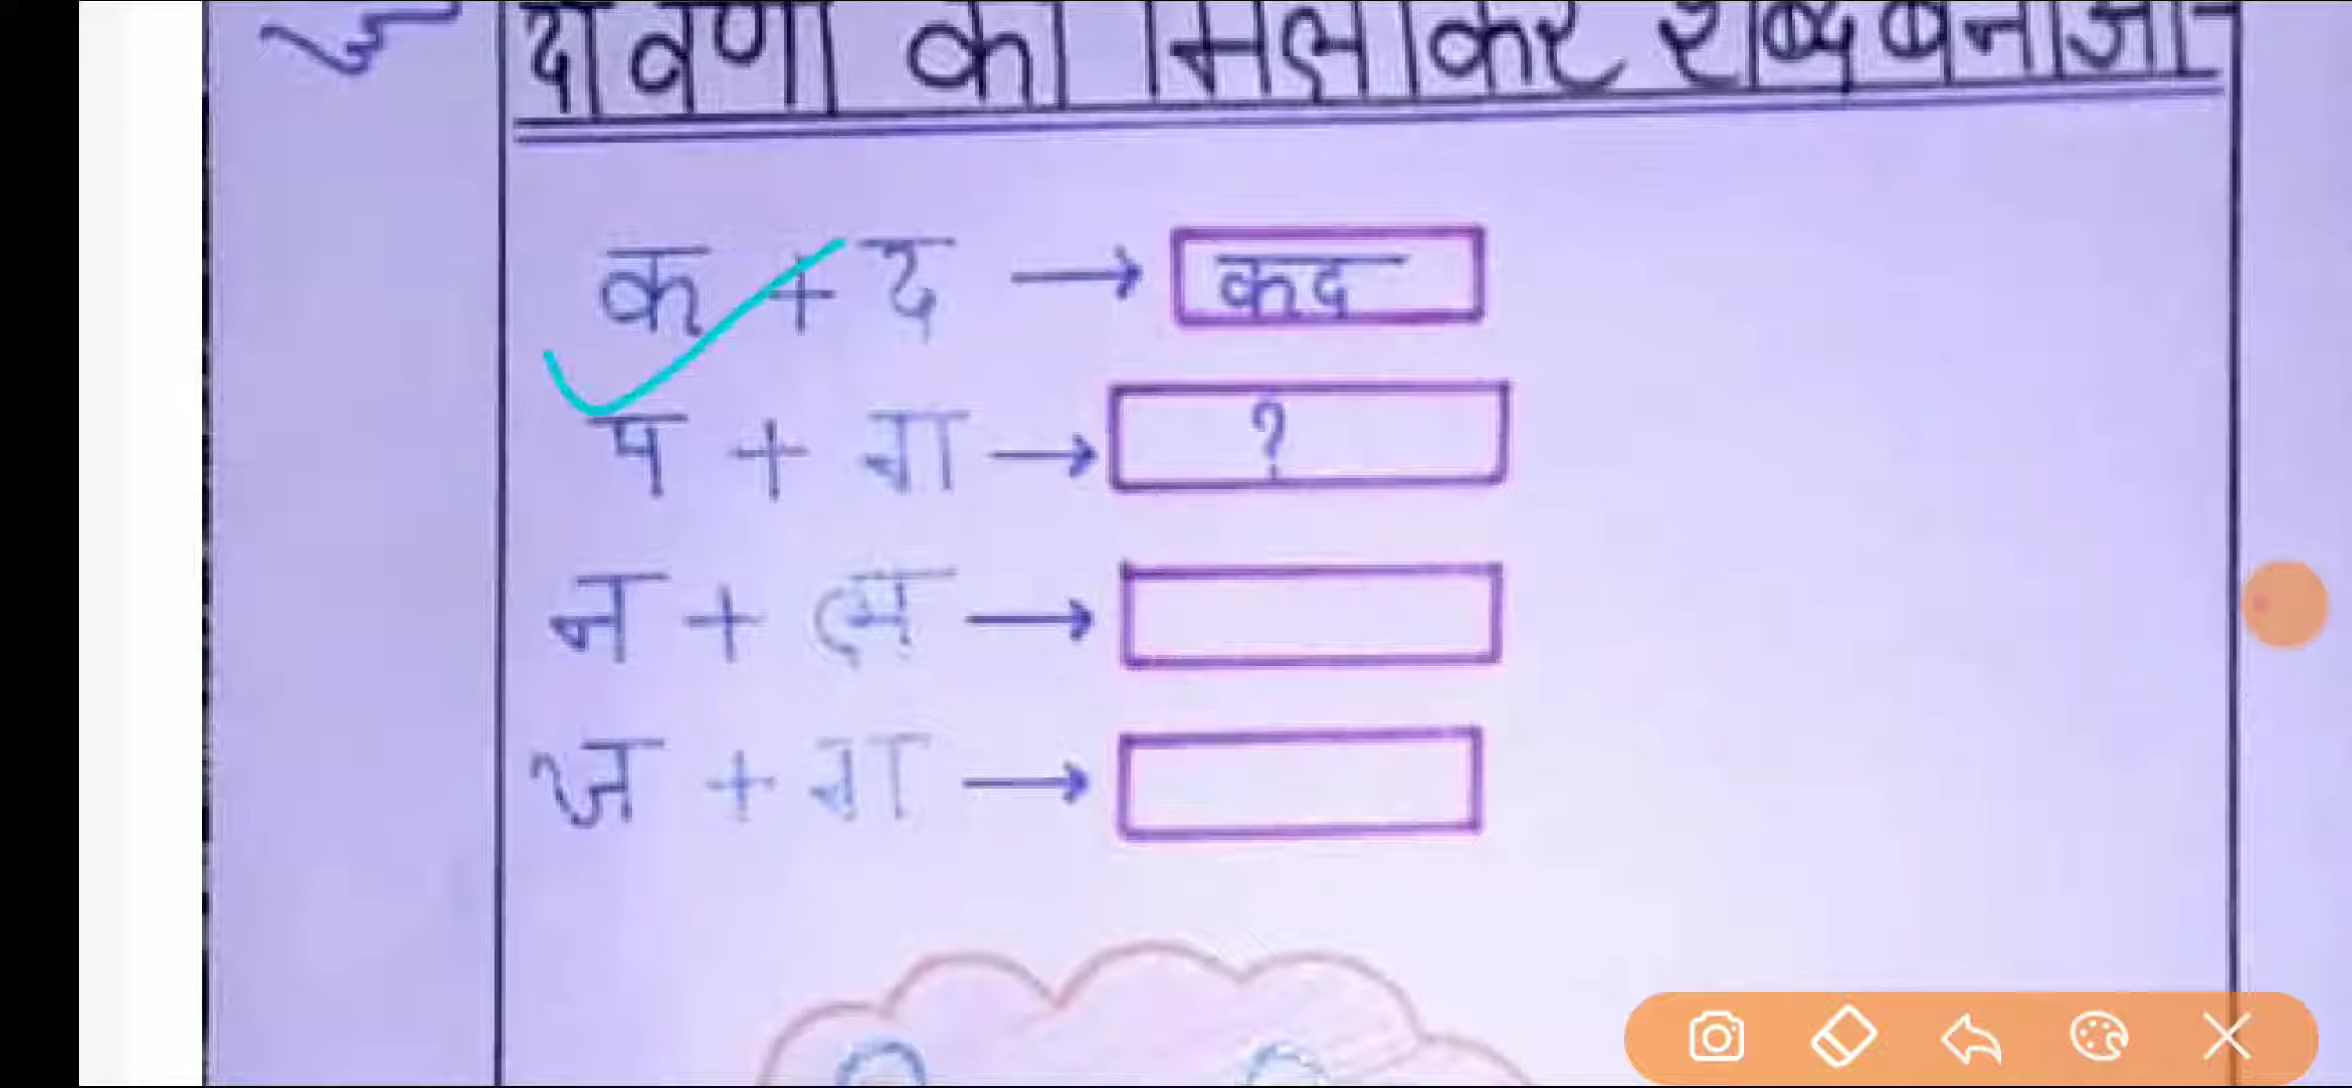 दो वर्णों को मिलाकर शब्द बनाओ-
क + द → कद
प + ग → ?
न + ल →
ज + ग →